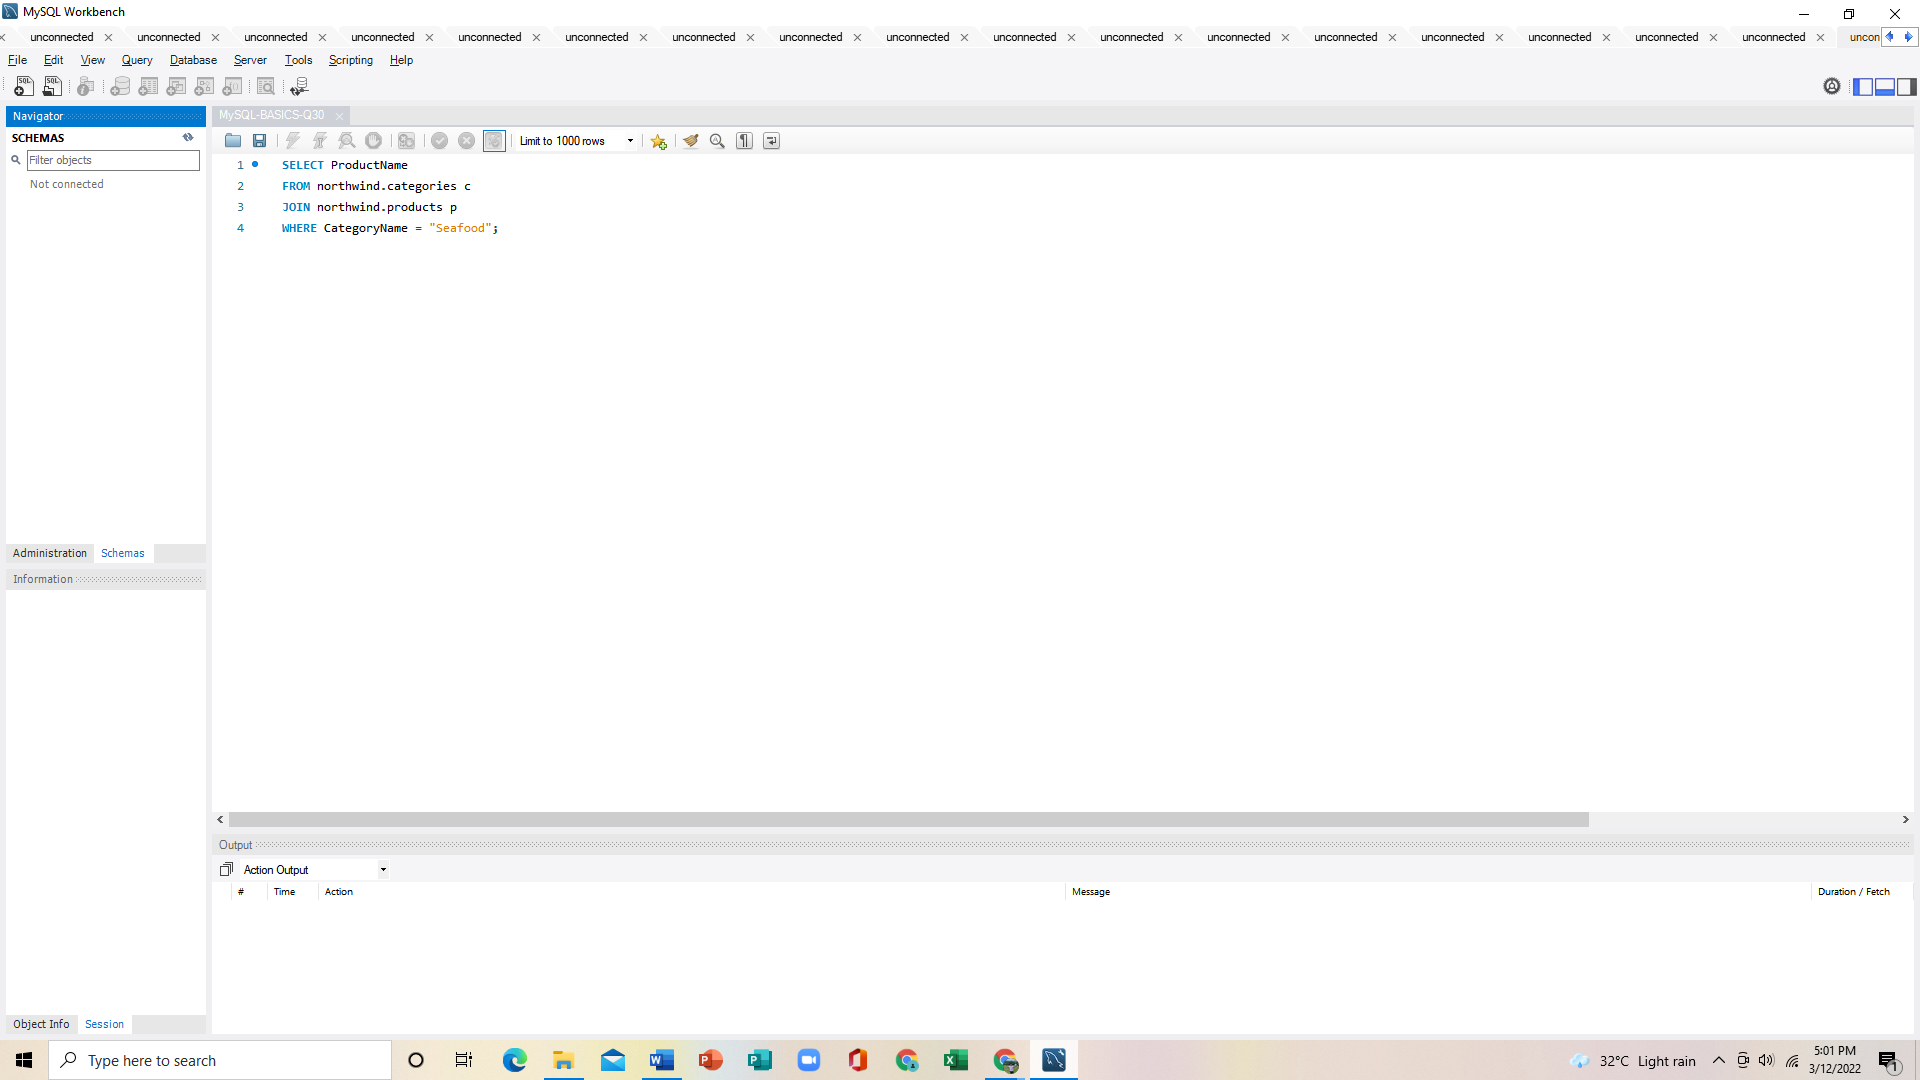 MySQL Workbench
unconnected unconnected unconnected unconnected unconnected unconnected unconnected unconnected unconnected unconnected unconnected unconnected unconnected unconnected unconnected unconnected unconnected uncon
File Edit View Query Database Server Tools Scripting Help
Navigator
SCHEMAS
Filter objects
Not connected
Administration Schemas
Information
Object Info Session
MySQL-BASICS-Q30
Limit to 1000 rows
1 SELECT ProductName
2 FROM northwind.categories c
3 JOIN northwind.products p
4 WHERE CategoryName = "Seafood";
Output
Action Output
# Time Action Message Duration / Fetch
Type here to search
32°C Light rain
5:01 PM
3/12/2022
1